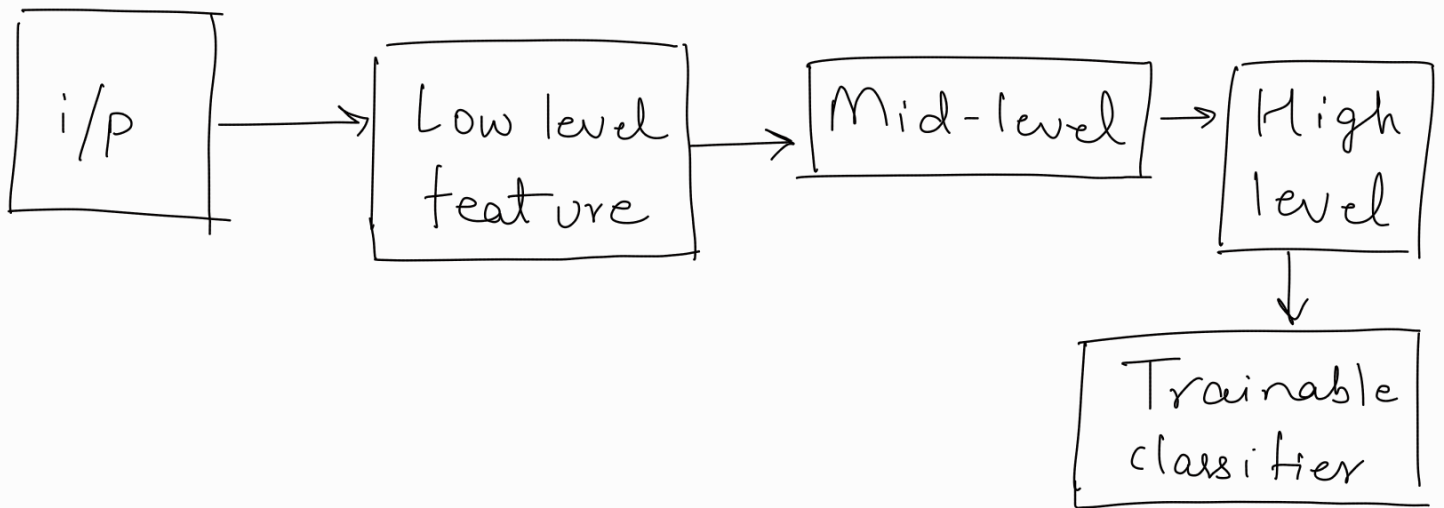 i/p
Low level
feature
Mid-level
High
level
Trainable
classifier